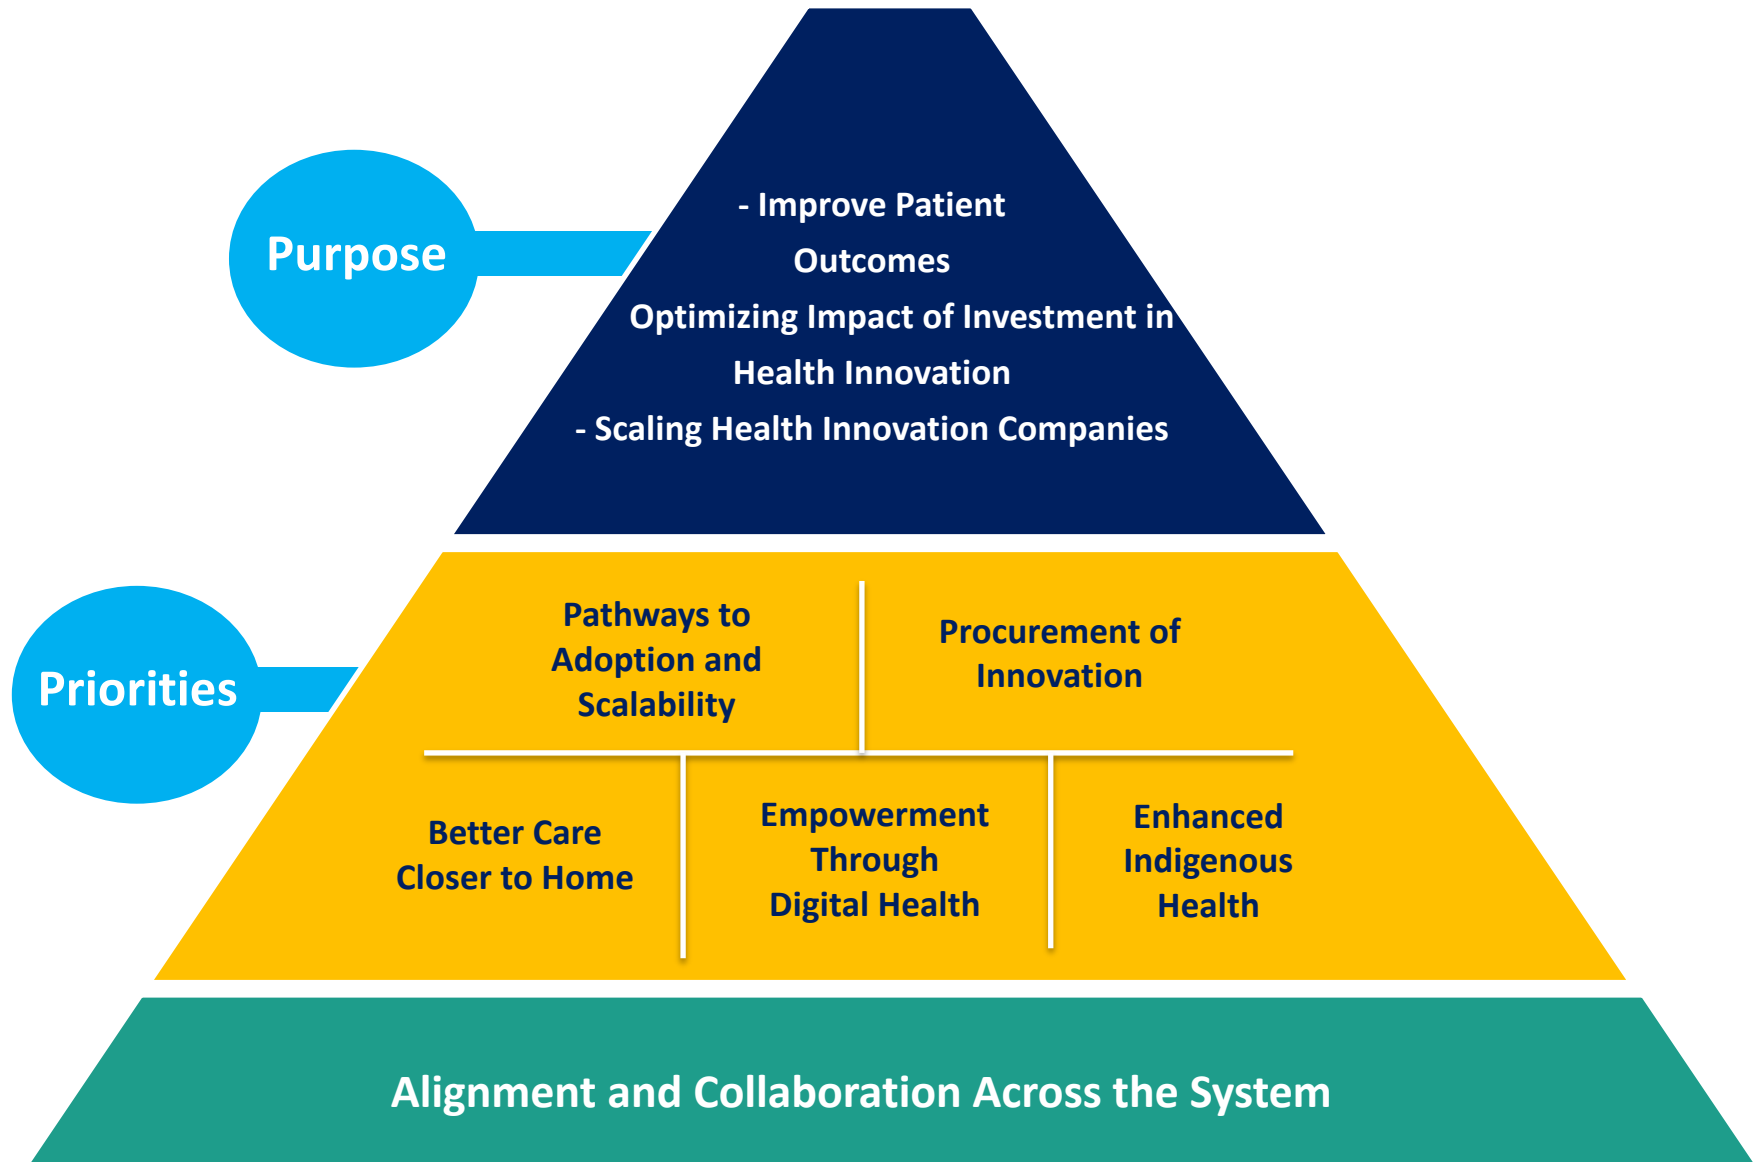 Purpose
- Improve Patient
Outcomes
Optimizing Impact of Investment in
Health Innovation
- Scaling Health Innovation Companies
Priorities
Pathways to
Adoption and
Scalability
Procurement of
Innovation
Better Care
Closer to Home
Empowerment
Through
Digital Health
Enhanced
Indigenous
Health
Alignment and Collaboration Across the System